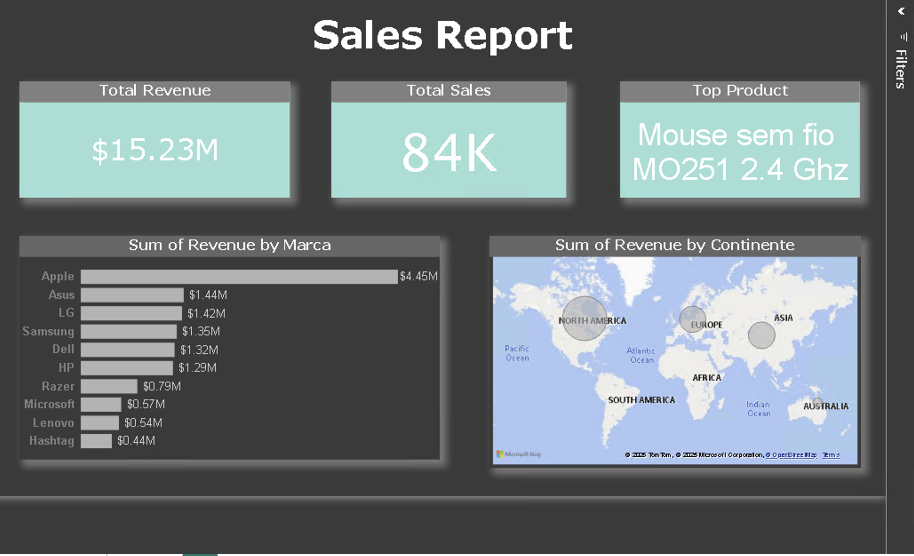 Sales Report
Filters
Total Revenue
$15.23M
Total Sales
84K
Top Product
Mouse sem fio
MO251 2.4 Ghz
Sum of Revenue by Marca
Apple $4.45M
Asus $1.44M
LG $1.42M
Samsung $1.35M
Dell $1.32M
HP $1.29M
Razer $0.79M
Microsoft $0.57M
Lenovo $0.54M
Hashtag $0.44M
Sum of Revenue by Continente
NORTH AMERICA
EUROPE
ASIA
Pacific
Ocean
Atlantic
Ocean
AFRICA
SOUTH AMERICA
Indian
Ocean
AUSTRALIA
Microsoft Bing
© 2025 TomTom, © 2025 Microsoft Corporation, © OpenStreetMap Terms